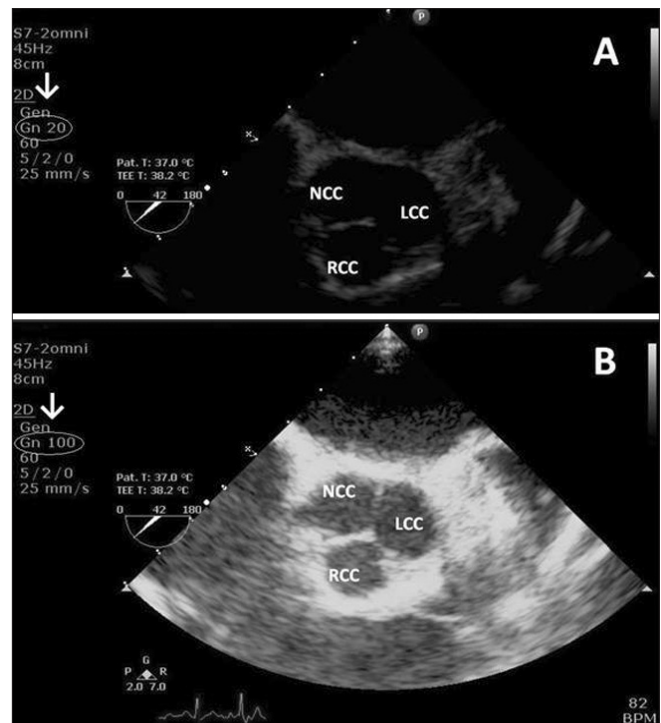 S7-2omni
45Hz
8cm
P
A
2D
Gen
Gn 20
60
5/2/0
25 mm/s
x
Pat. T: 37.0 °C
TEE T: 38.2 °C
0 42 180
NCC
LCC
RCC
S7-2omni
45Hz
8cm
P
B
2D
Gen
Gn 100
60
5/2/0
25 mm/s
x
Pat. T: 37.0 °C
TEE T: 38.2 °C
0 42 180
NCC
LCC
RCC
G
P R
2.0 7.0
82
BPM